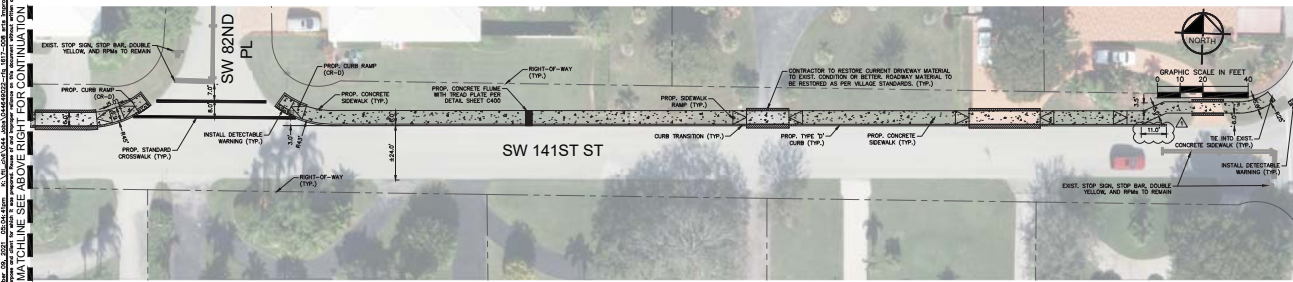 MATCHLINE SEE ABOVE RIGHT FOR CONTINUATION
EXIST. STOP SIGN, STOP BAR, DOUBLE
YELLOW, AND RPMs TO REMAIN
SW 82ND
PL
PROP. CURB RAMP
(CR-D)
PROP. STANDARD
CROSSWALK (TYP.)
INSTALL DETECTABLE
WARNING (TYP.)
PROP. CURB RAMP
(CR-D)
PROP. CONCRETE
SIDEWALK (TYP.)
PROP. CONCRETE FLUME
WITH TREAD PLATE PER
DETAIL SHEET C400
RIGHT-OF-WAY
(TYP.)
±24.0'
RIGHT-OF-WAY
(TYP.)
SW 141ST ST
PROP. SIDEWALK
RAMP (TYP.)
CONTRACTOR TO RESTORE CURRENT DRIVEWAY MATERIAL
TO EXIST. CONDITION OR BETTER. ROADWAY MATERIAL TO
BE RESTORED AS PER VILLAGE STANDARDS. (TYP.)
CURB TRANSITION (TYP.)
PROP. TYPE 'D'
CURB (TYP.)
PROP. CONCRETE
SIDEWALK (TYP.)
NORTH
GRAPHIC SCALE IN FEET
0 10 20 40
11.0'
TIE INTO EXIST.
CONCRETE SIDEWALK (TYP.)
INSTALL DETECTABLE
WARNING (TYP.)
EXIST. STOP SIGN, STOP BAR, DOUBLE
YELLOW, AND RPMs TO REMAIN